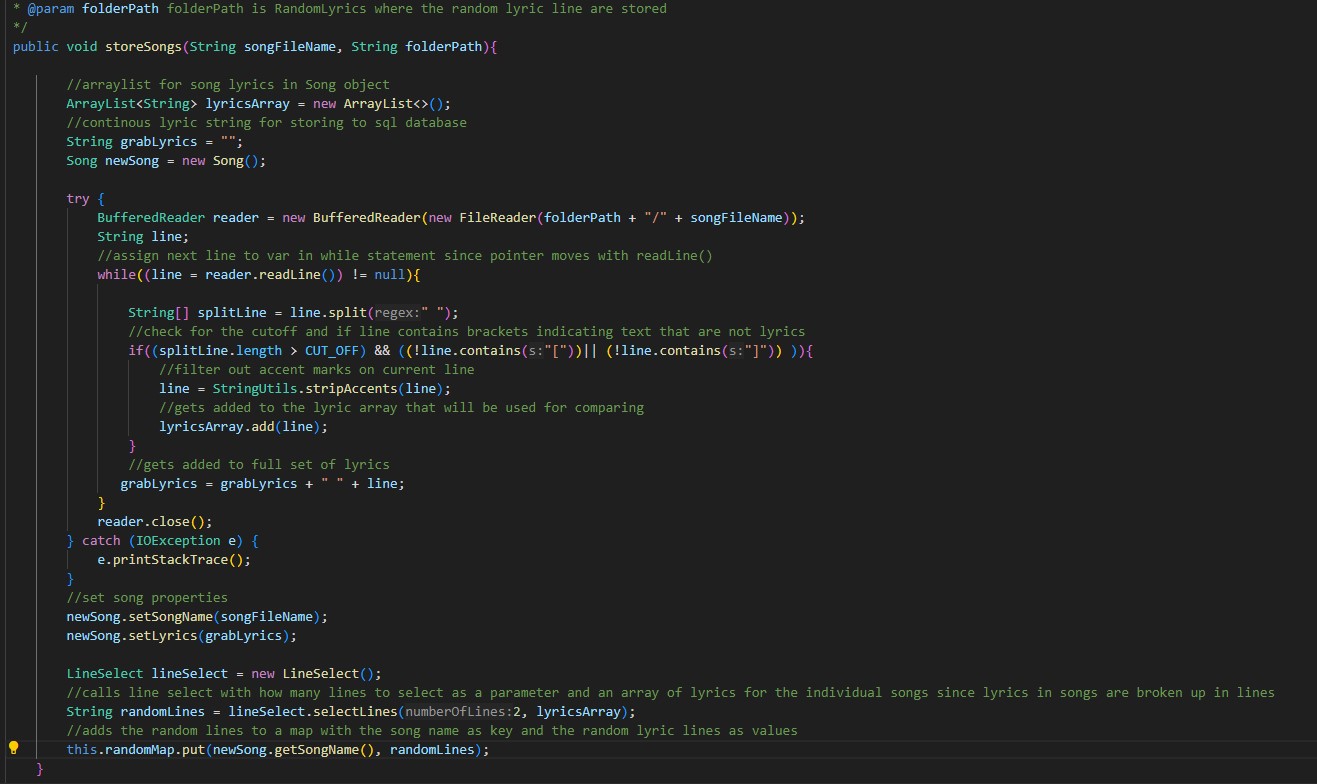 * @param folderPath folderPath is RandomLyrics where the random lyric line are stored
*/
public void storeSongs(String songFileName, String folderPath){
//arraylist for song lyrics in Song object
ArrayList<String> lyricsArray = new ArrayList<>();
//continous lyric string for storing to sql database
String grabLyrics = "";
Song newSong = new Song();
try {
BufferedReader reader = new BufferedReader(new FileReader(folderPath + "/" + songFileName));
String line;
//assign next line to var in while statement since pointer moves with readLine()
while((line = reader.readLine()) != null){
String[] splitLine = line.split(regex:" ");
//check for the cutoff and if line contains brackets indicating text that are not lyrics
if((splitLine.length > CUT_OFF) && ((!line.contains(s:"["))|| (!line.contains(s:"]")) )){
//filter out accent marks on current line
line = StringUtils.stripAccents(line);
//gets added to the lyric array that will be used for comparing
lyricsArray.add(line);
}
//gets added to full set of lyrics
grabLyrics = grabLyrics + " " + line;
}
reader.close();
} catch (IOException e) {
e.printStackTrace();
}
//set song properties
newSong.setSongName(songFileName);
newSong.setLyrics(grabLyrics);
LineSelect lineSelect = new LineSelect();
//calls line select with how many lines to select as a parameter and an array of lyrics for the individual songs since lyrics in songs are broken up in lines
String randomLines = lineSelect.selectLines(numberOfLines:2, lyricsArray);
//adds the random lines to a map with the song name as key and the random lyric lines as values
this.randomMap.put(newSong.getSongName(), randomLines);
}